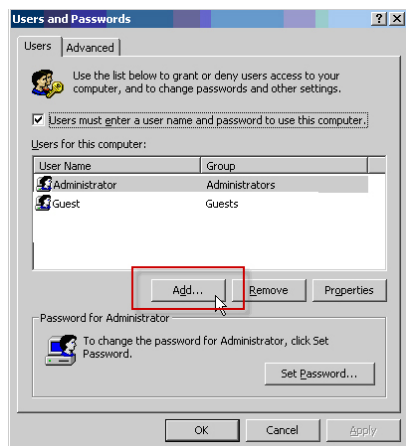 Users and Passwords
Users Advanced
Use the list below to grant or deny users access to your
computer, and to change passwords and other settings.
Users must enter a user name and password to use this computer.
Users for this computer:
User Name Group
Administrator Administrators
Guest Guests
Add... Remove Properties
Password for Administrator
To change the password for Administrator, click Set
Password.
Set Password...
OK Cancel Apply